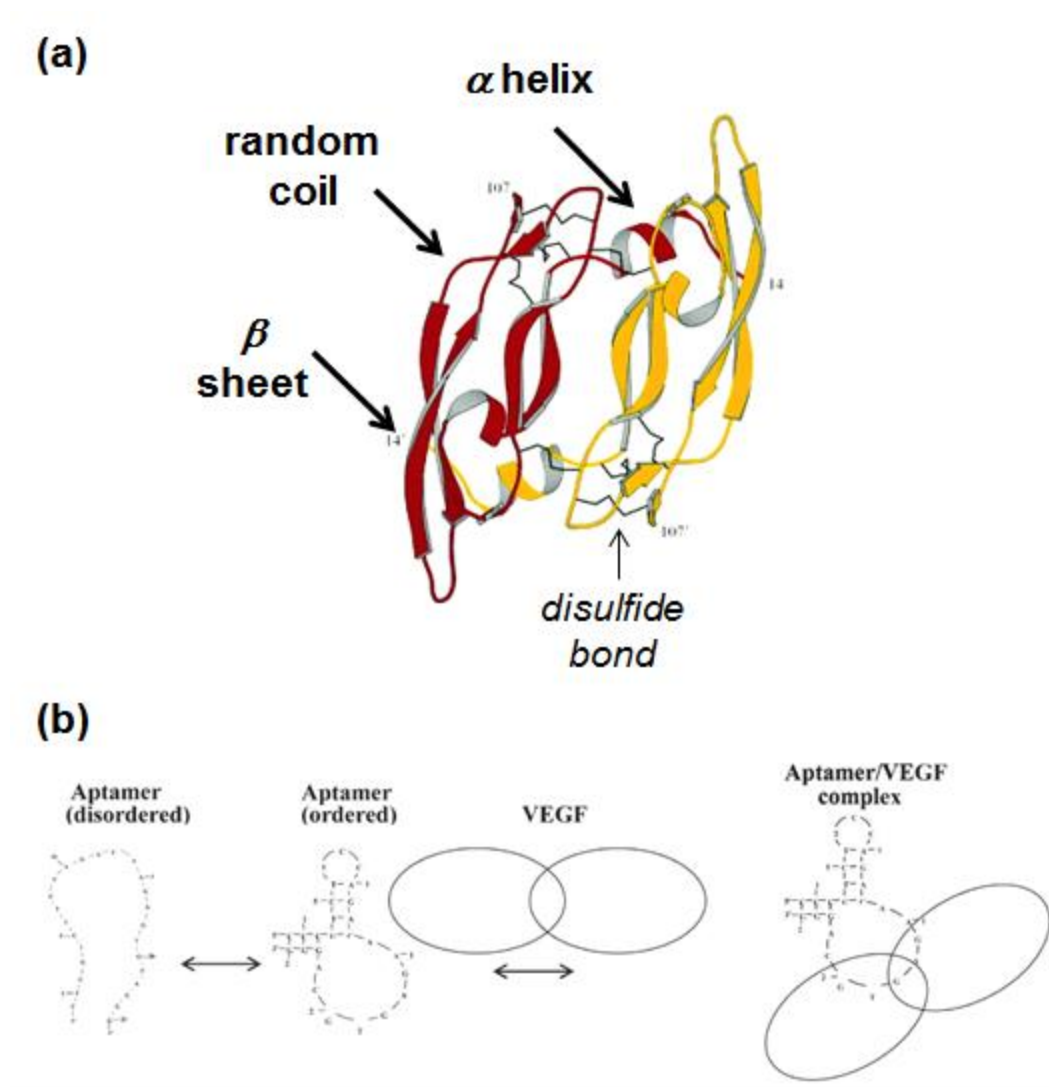 (a)
α helix
random
coil
107
14
β
sheet
14'
107'
disulfide
bond
(b)
Aptamer
(disordered)
Aptamer
(ordered)
VEGF
Aptamer/VEGF
complex